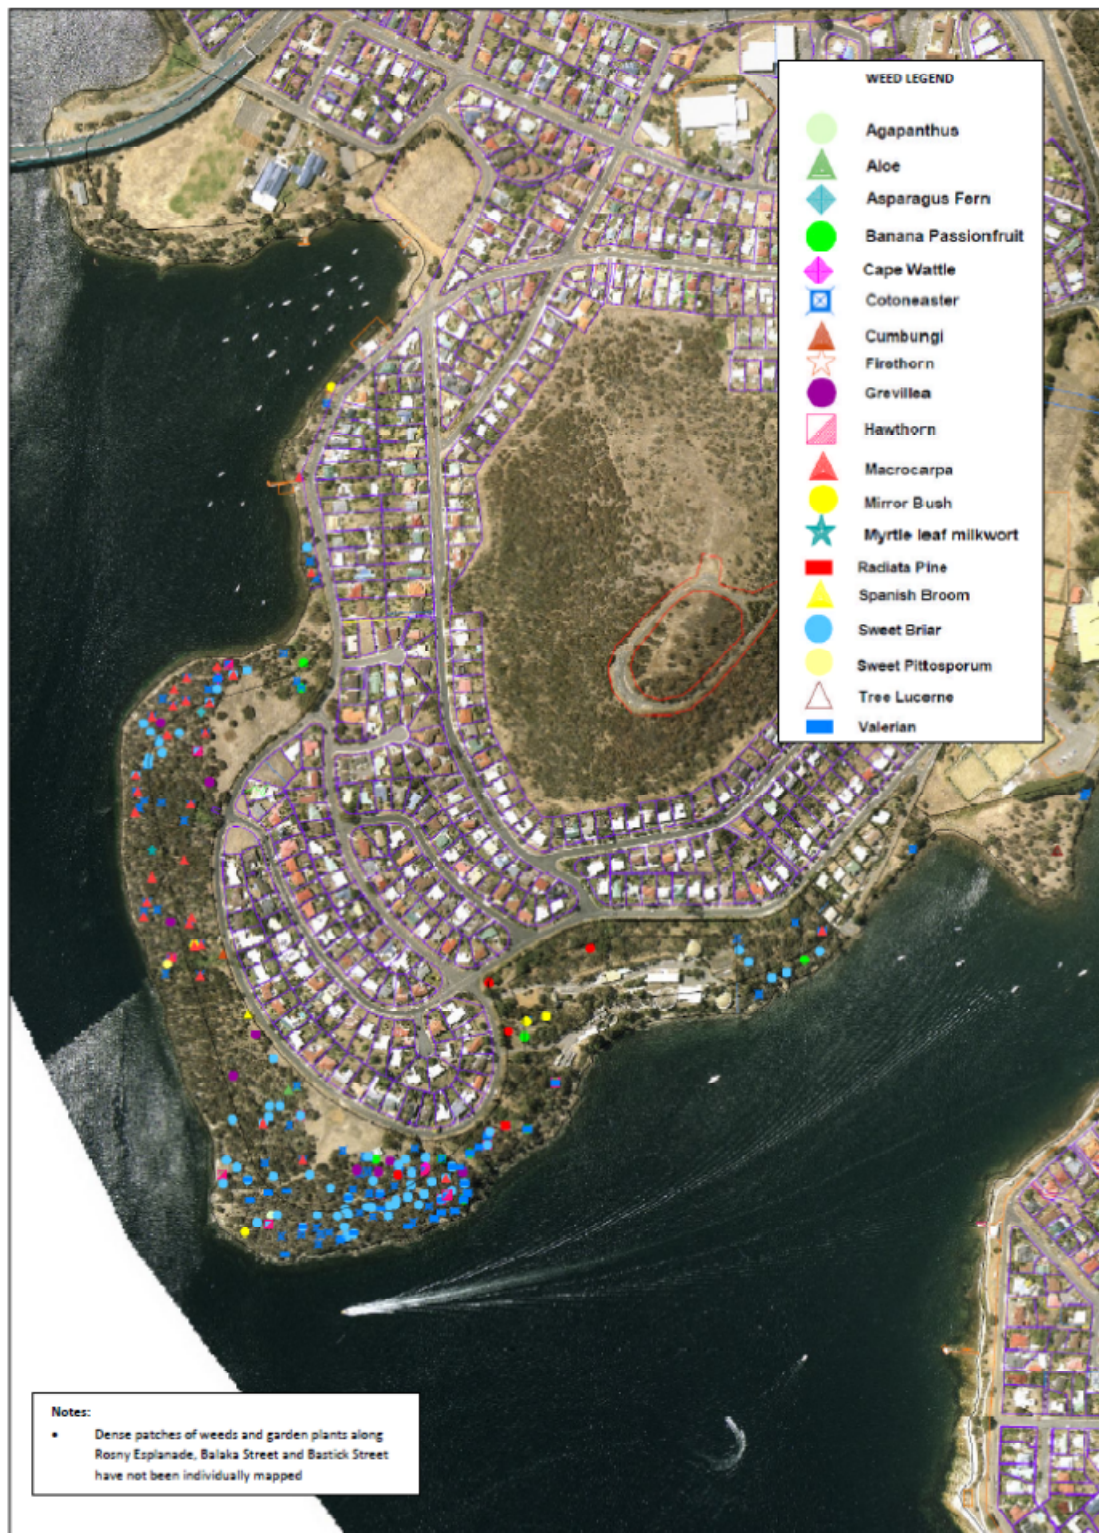 WEED LEGEND
Agapanthus
Aloe
Asparagus Fern
Banana Passionfruit
Cape Wattle
Cotoneaster
Cumbungi
Firethorn
Grevillea
Hawthorn
Macrocarpa
Mirror Bush
Myrtle leaf milkwort
Radiata Pine
Spanish Broom
Sweet Briar
Sweet Pittosporum
Tree Lucerne
Valerian
Notes:
• Dense patches of weeds and garden plants along
Rosny Esplanade, Balaka Street and Bastick Street
have not been individually mapped